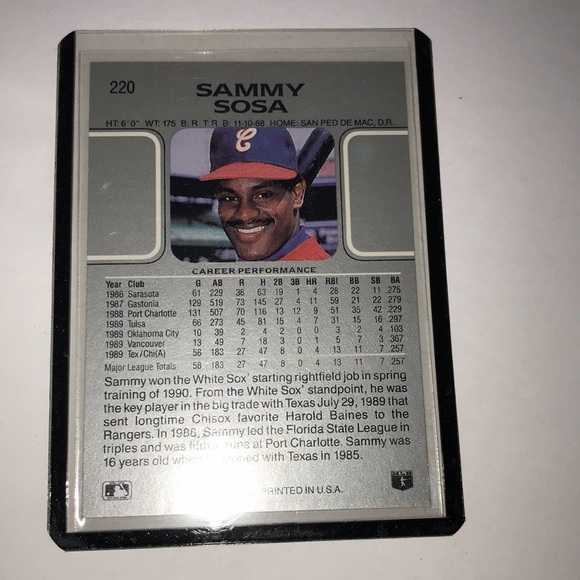 220
SAMMY
SOSA
HT: 6'0" WT: 175 B: R T: R B: 11-10-68 HOME: SAN PED DE MAC, D.R.
C
CAREER PERFORMANCE
Year Club G AB R H 2B 3B HR RBI BB SB BA
1986 Sarasota 61 229 38 63 19 1 4 28 22 11 .275
1987 Gastonia 129 519 73 145 27 4 11 59 21 22 .279
1988 Port Charlotte 131 507 70 116 13 12 9 51 35 42 .229
1989 Tulsa 66 273 45 81 15 4 7 31 15 16 .297
1989 Oklahoma City 10 39 2 4 2 0 0 3 2 4 .103
1989 Vancouver 13 49 7 18 3 0 1 5 7 3 .367
1989 Tex/Chi(A) 58 183 27 47 8 0 4 13 11 7 .257
Major League Totals 58 183 27 47 8 0 4 13 11 7 .257
Sammy won the White Sox' starting rightfield job in spring
training of 1990. From the White Sox' standpoint, he was
the key player in the big trade with Texas July 29, 1989 that
sent longtime Chisox favorite Harold Baines to the
Rangers. In 1986, Sammy led the Florida State League in
triples and was fifth runs at Port Charlotte. Sammy was
16 years old with Texas in 1985.
PRINTED IN U.S.A.